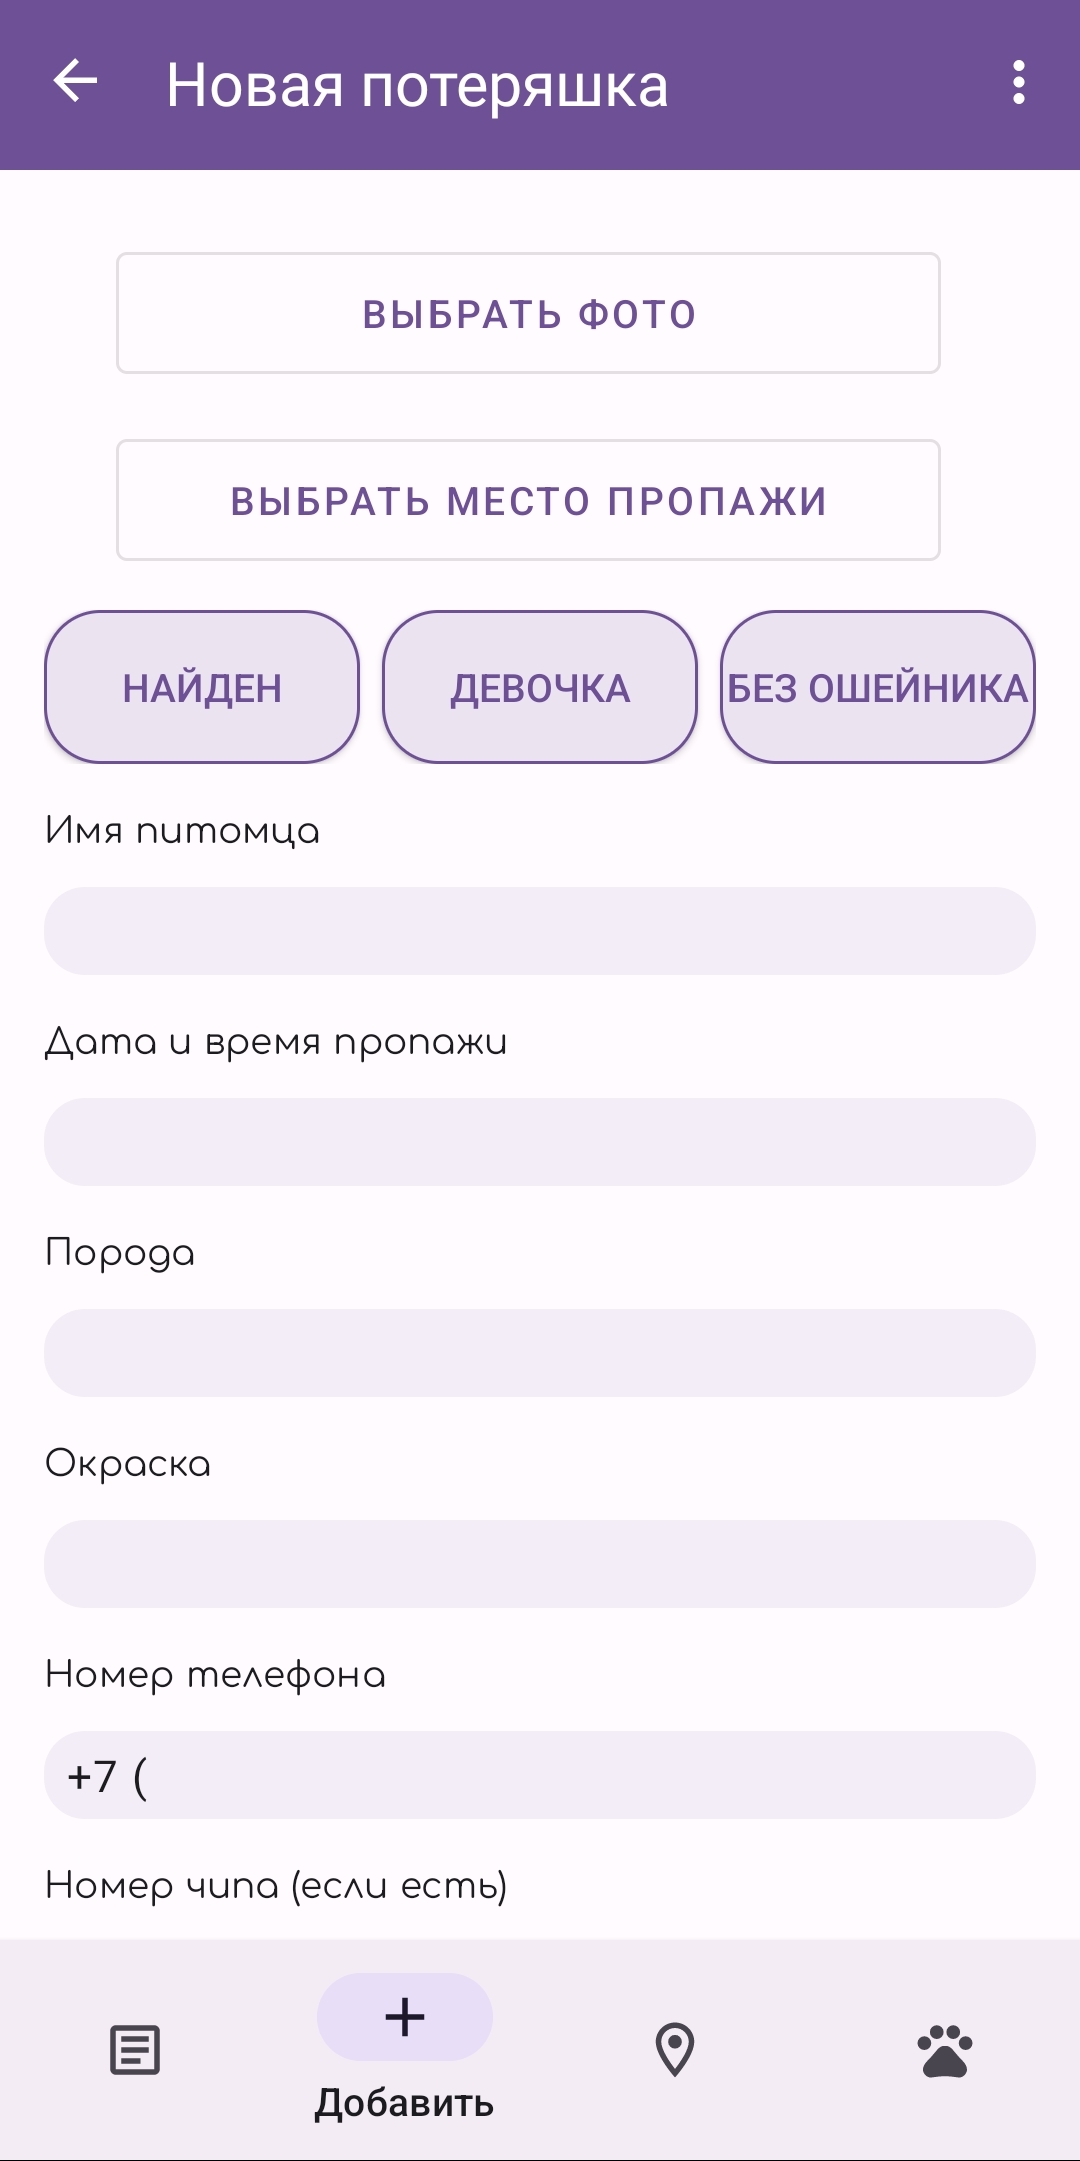 Новая потеряшка
ВЫБРАТЬ ФОТО
ВЫБРАТЬ МЕСТО ПРОПАЖИ
НАЙДЕН ДЕВОЧКА БЕЗ ОШЕЙНИКА
Имя питомца
Дата и время пропажи
Порода
Окраска
Номер телефона
+7 (
Номер чипа (если есть)
Добавить